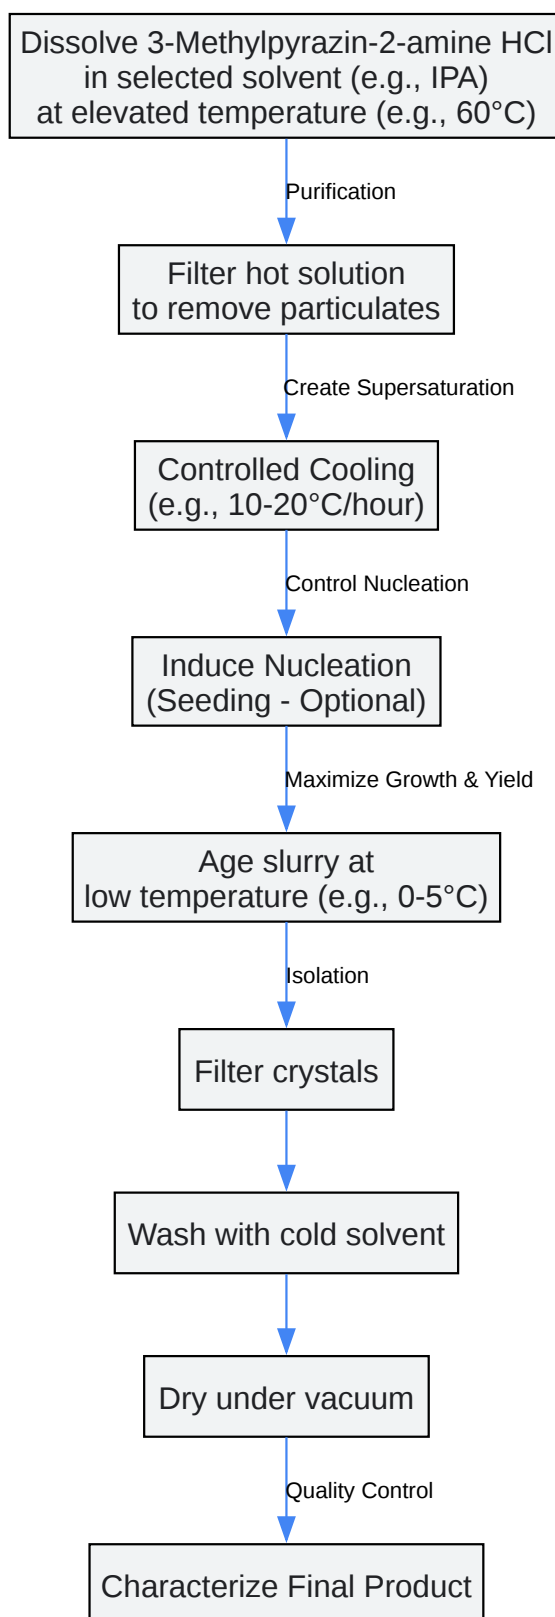 Dissolve 3-Methylpyrazin-2-amine HCl
in selected solvent (e.g., IPA)
at elevated temperature (e.g., 60°C)
Purification
Filter hot solution
to remove particulates
Create Supersaturation
Controlled Cooling
(e.g., 10-20°C/hour)
Control Nucleation
Induce Nucleation
(Seeding - Optional)
Maximize Growth & Yield
Age slurry at
low temperature (e.g., 0-5°C)
Isolation
Filter crystals
Wash with cold solvent
Dry under vacuum
Quality Control
Characterize Final Product